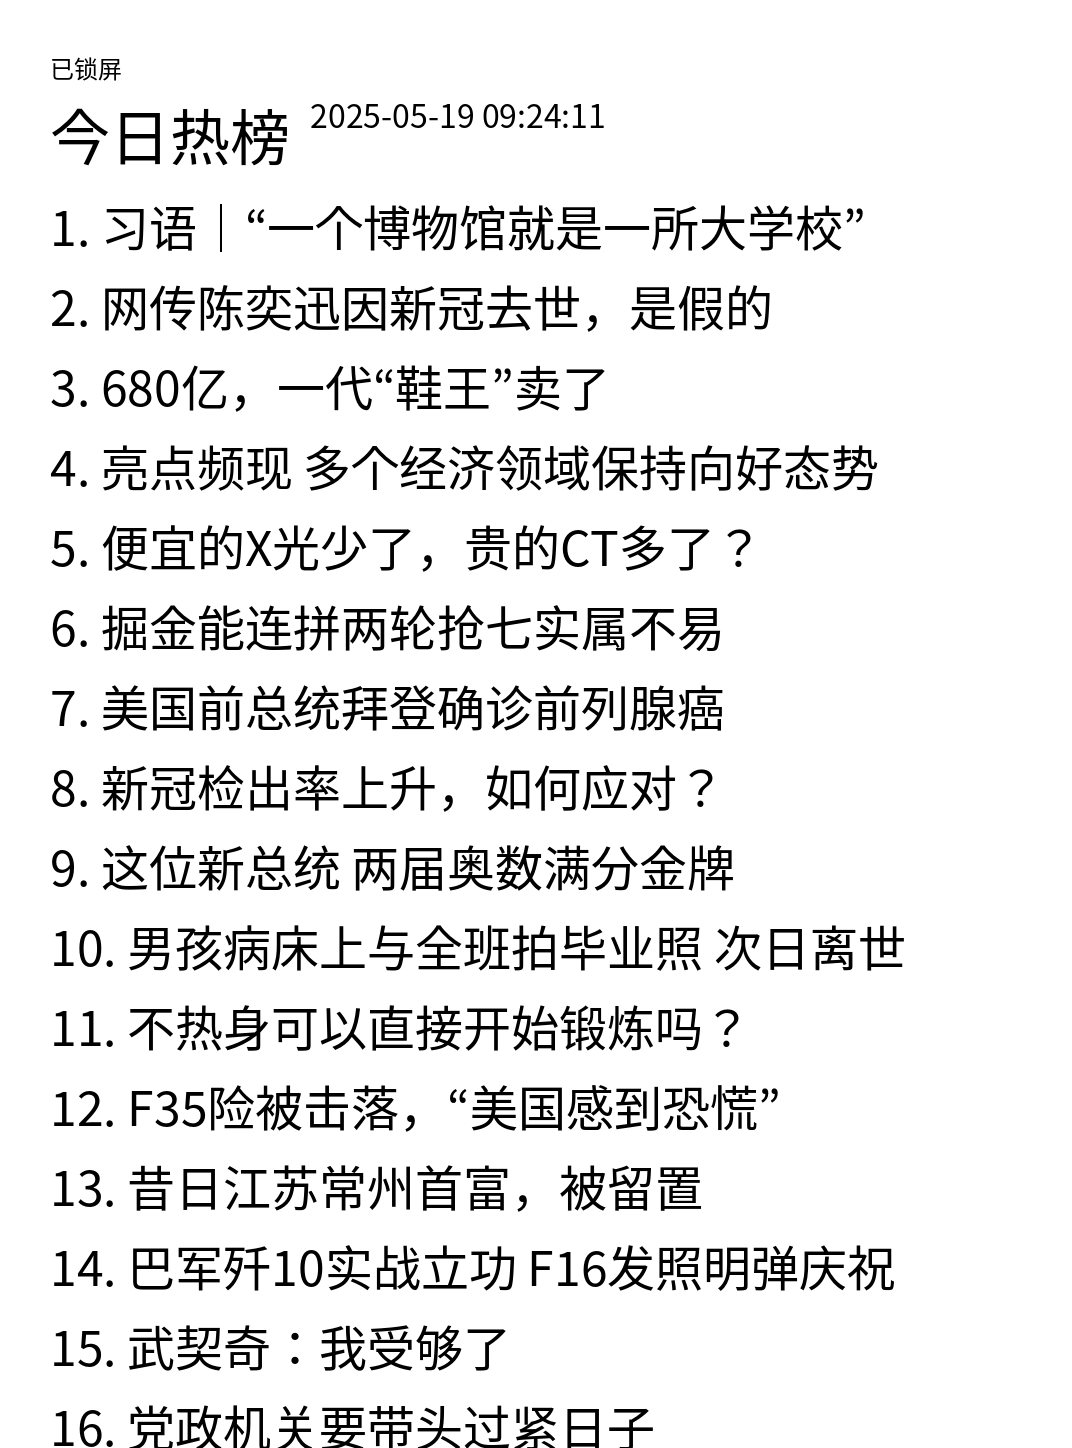 已锁屏
今日热榜 2025-05-19 09:24:11
1. 习语｜“一个博物馆就是一所大学校”
2. 网传陈奕迅因新冠去世，是假的
3. 680亿，一代“鞋王”卖了
4. 亮点频现 多个经济领域保持向好态势
5. 便宜的X光少了，贵的CT多了？
6. 掘金能连拼两轮抢七实属不易
7. 美国前总统拜登确诊前列腺癌
8. 新冠检出率上升，如何应对？
9. 这位新总统 两届奥数满分金牌
10. 男孩病床上与全班拍毕业照 次日离世
11. 不热身可以直接开始锻炼吗？
12. F35险被击落，“美国感到恐慌”
13. 昔日江苏常州首富，被留置
14. 巴军歼10实战立功 F16发照明弹庆祝
15. 武契奇：我受够了
16. 党政机关要带头过紧日子